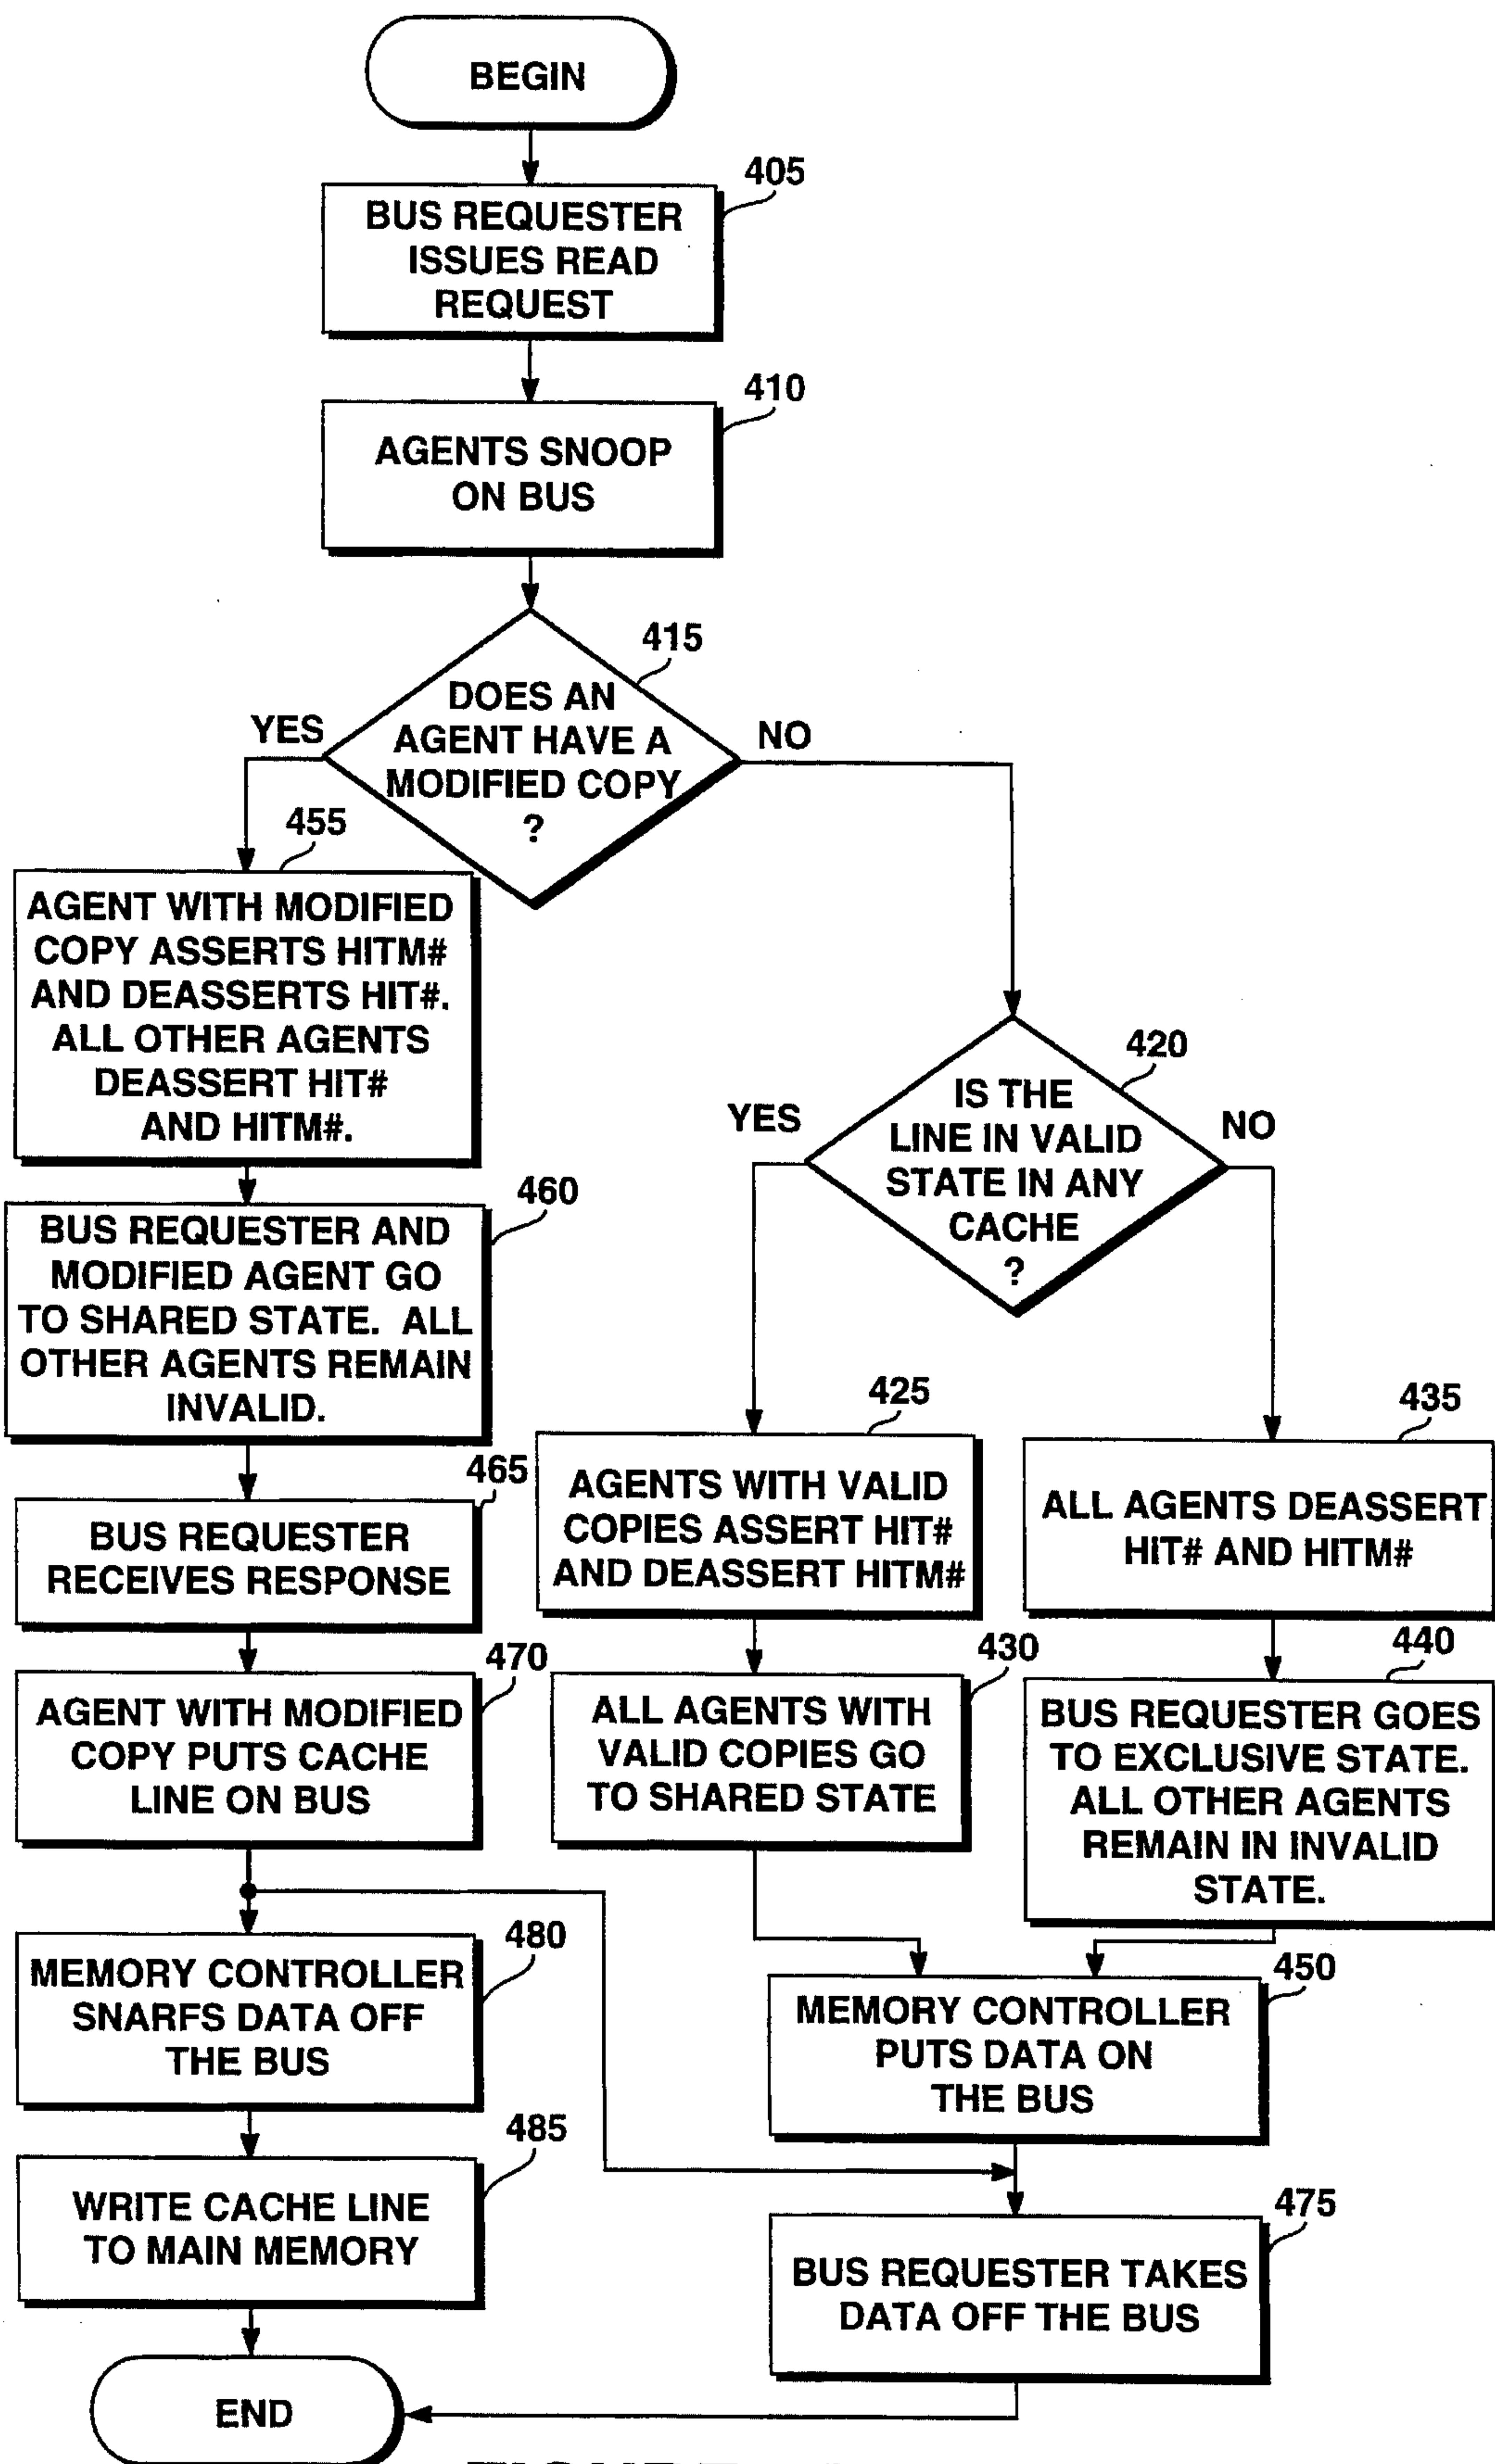 BEGIN
405
BUS REQUESTER
ISSUES READ
REQUEST
410
AGENTS SNOOP
ON BUS
415
DOES AN
AGENT HAVE A
MODIFIED COPY
?
YES
NO
455
AGENT WITH MODIFIED
COPY ASSERTS HITM#
AND DEASSERTS HIT#.
ALL OTHER AGENTS
DEASSERT HIT#
AND HITM#.
420
IS THE
LINE IN VALID
STATE IN ANY
CACHE
?
YES
NO
460
BUS REQUESTER AND
MODIFIED AGENT GO
TO SHARED STATE. ALL
OTHER AGENTS REMAIN
INVALID.
425
AGENTS WITH VALID
COPIES ASSERT HIT#
AND DEASSERT HITM#
435
ALL AGENTS DEASSERT
HIT# AND HITM#
465
BUS REQUESTER
RECEIVES RESPONSE
470
AGENT WITH MODIFIED
COPY PUTS CACHE
LINE ON BUS
430
ALL AGENTS WITH
VALID COPIES GO
TO SHARED STATE
440
BUS REQUESTER GOES
TO EXCLUSIVE STATE.
ALL OTHER AGENTS
REMAIN IN INVALID
STATE.
480
MEMORY CONTROLLER
SNARFS DATA OFF
THE BUS
450
MEMORY CONTROLLER
PUTS DATA ON
THE BUS
485
WRITE CACHE LINE
TO MAIN MEMORY
475
BUS REQUESTER TAKES
DATA OFF THE BUS
END